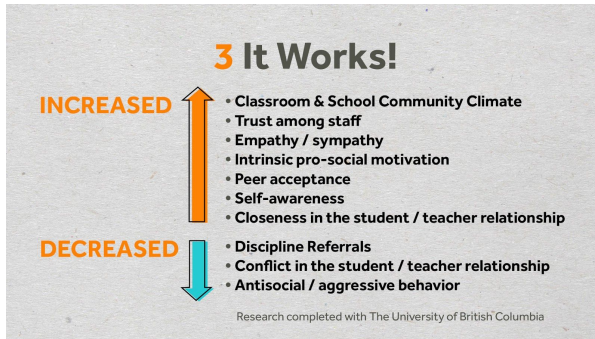 3 It Works!
INCREASED
• Classroom & School Community Climate
• Trust among staff
• Empathy / sympathy
• Intrinsic pro-social motivation
• Peer acceptance
• Self-awareness
• Closeness in the student / teacher relationship
DECREASED
• Discipline Referrals
• Conflict in the student / teacher relationship
• Antisocial / aggressive behavior
Research completed with The University of British Columbia